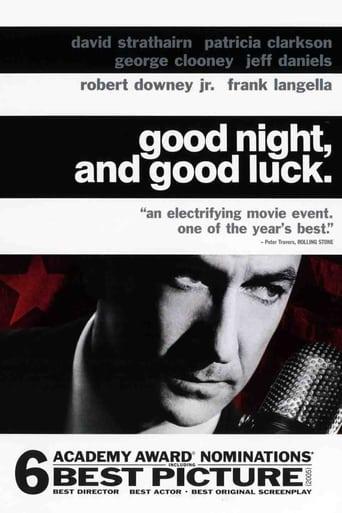 david strathairn patricia clarkson
george clooney jeff daniels
robert downey jr. frank langella
good night,
and good luck.
"an electrifying movie event.
one of the year's best."
– Peter Travers, ROLLING STONE
6 ACADEMY AWARD® NOMINATIONS®
INCLUDING
BEST PICTURE (2005)
BEST DIRECTOR BEST ACTOR • BEST ORIGINAL SCREENPLAY